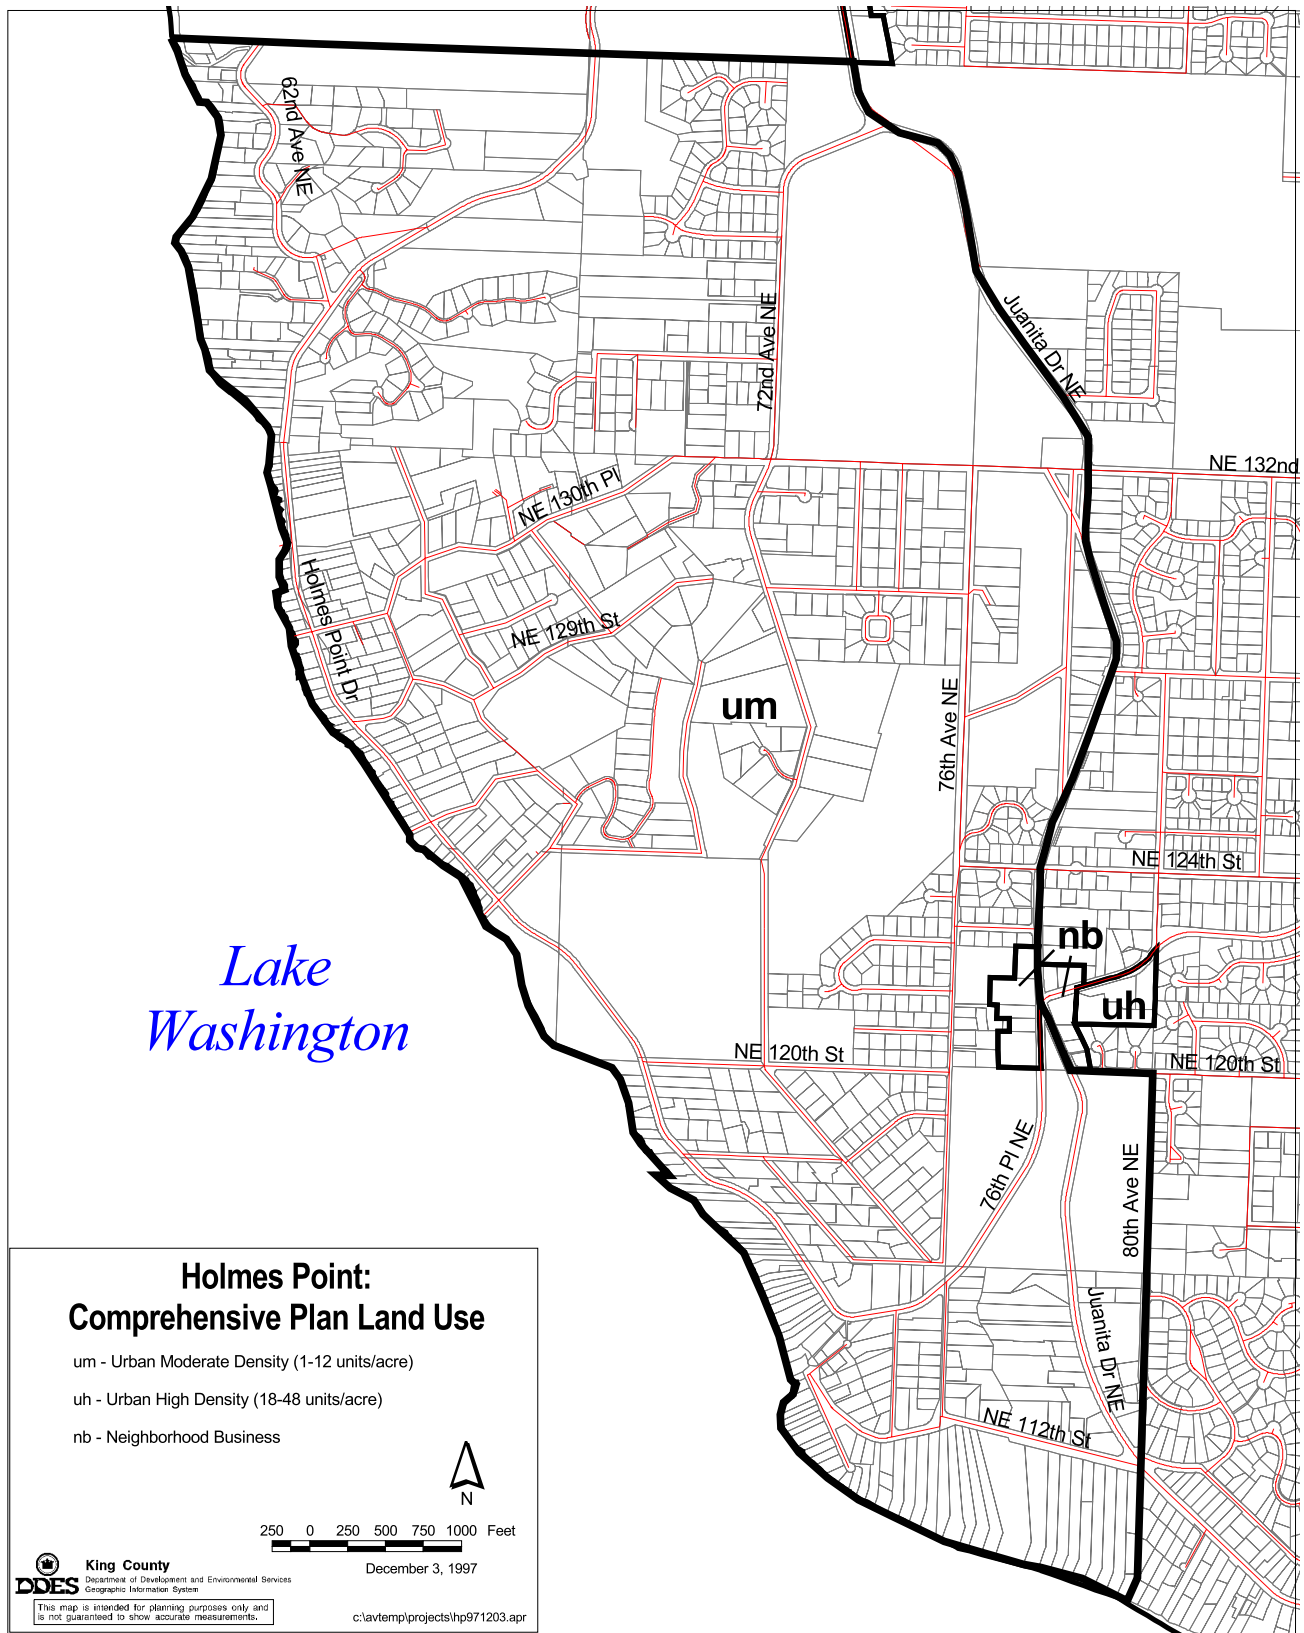 62nd Ave NE
72nd Ave NE
Juanita Dr NE
NE 132nd
NE 130th Pl
Holmes Point Dr
NE 129th St
um
76th Ave NE
NE 124th St
nb
uh
Lake
Washington
NE 120th St
NE 120th St
76th Pl NE
80th Ave NE
Juanita Dr NE
NE 112th St
Holmes Point:
Comprehensive Plan Land Use
um - Urban Moderate Density (1-12 units/acre)
uh - Urban High Density (18-48 units/acre)
nb - Neighborhood Business
N
250 0 250 500 750 1000 Feet
December 3, 1997
King County
Department of Development and Environmental Services
Geographic Information System
DDES
This map is intended for planning purposes only and
is not guaranteed to show accurate measurements.
c:\avtemp\projects\hp971203.apr